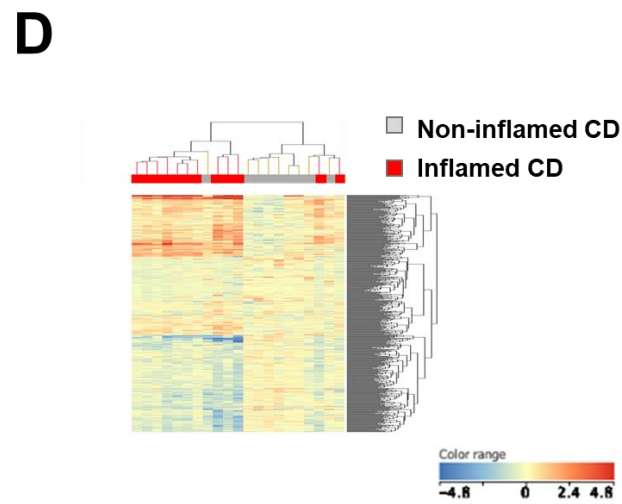 D
Non-inflamed CD
Inflamed CD
Color range
-4.8 0 2.4 4.8